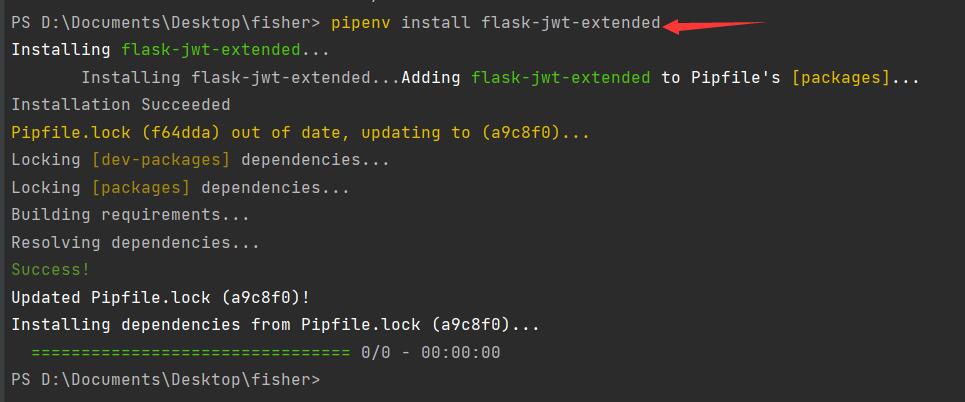 PS D:\Documents\Desktop\fisher> pipenv install flask-jwt-extended
Installing flask-jwt-extended...
Installing flask-jwt-extended...Adding flask-jwt-extended to Pipfile's [packages]...
Installation Succeeded
Pipfile.lock (f64dda) out of date, updating to (a9c8f0)...
Locking [dev-packages] dependencies...
Locking [packages] dependencies...
Building requirements...
Resolving dependencies...
Success!
Updated Pipfile.lock (a9c8f0)!
Installing dependencies from Pipfile.lock (a9c8f0)...
================================ 0/0 - 00:00:00
PS D:\Documents\Desktop\fisher>